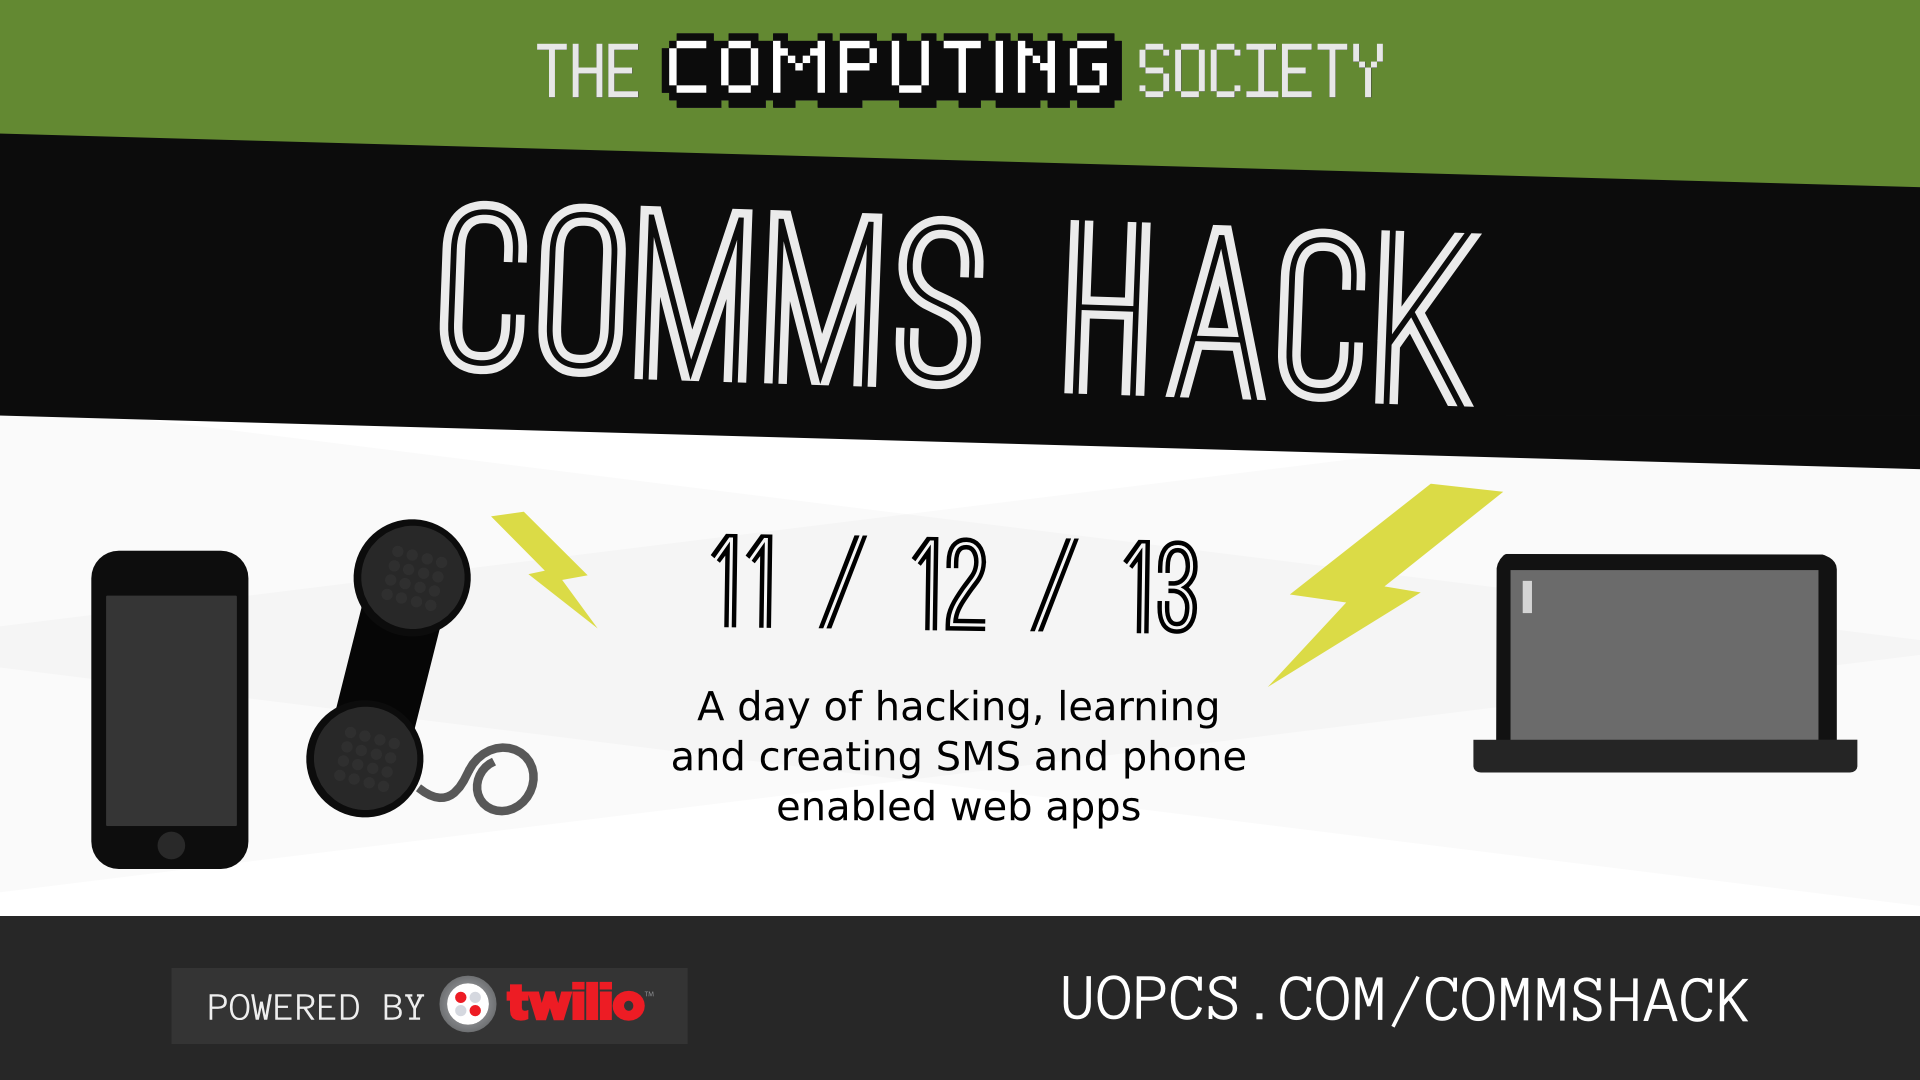 THE COMPUTING SOCIETY
COMMS HACK
11 / 12 / 13
A day of hacking, learning
and creating SMS and phone
enabled web apps
POWERED BY twilio™
UOPCS.COM/COMMSHACK